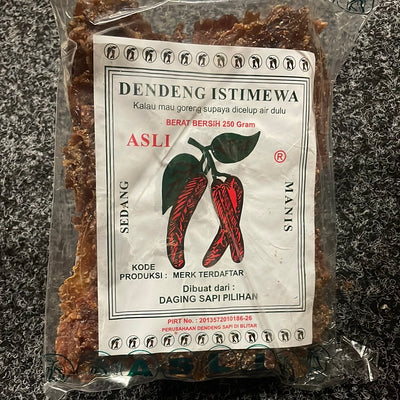 DENDENG ISTIMEWA
Kalau mau goreng supaya dicelup air dulu
BERAT BERSIH 250 Gram
ASLI
®
SEDANG
MANIS
KODE
PRODUKSI : MERK TERDAFTAR
Dibuat dari :
DAGING SAPI PILIHAN
PIRT No : 2013572010186-26
PERUSAHAAN DENDENG SAPI DI BLITAR
ASLI